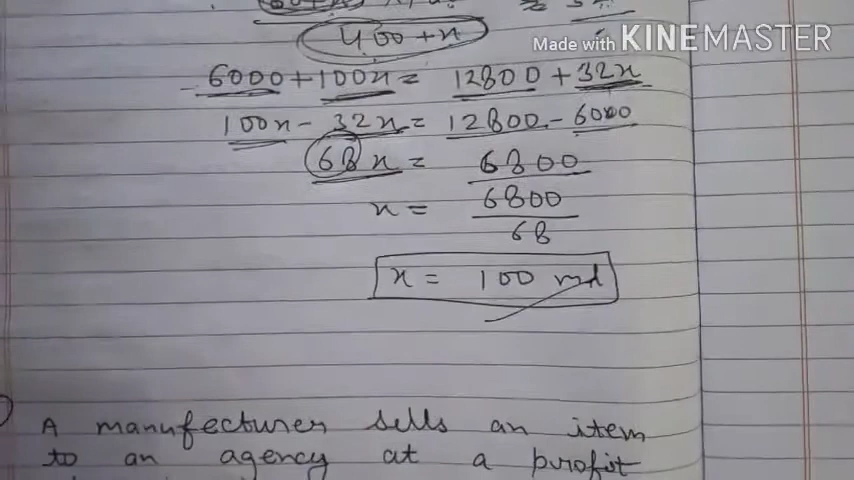 400+x
Made with KINEMASTER
6000+100x = 12800 + 32x
100x - 32x = 12800 - 6000
68x = 6800
x = 6800
68
x = 100 ml
A manufecturer sells an item
to an agency at a profit